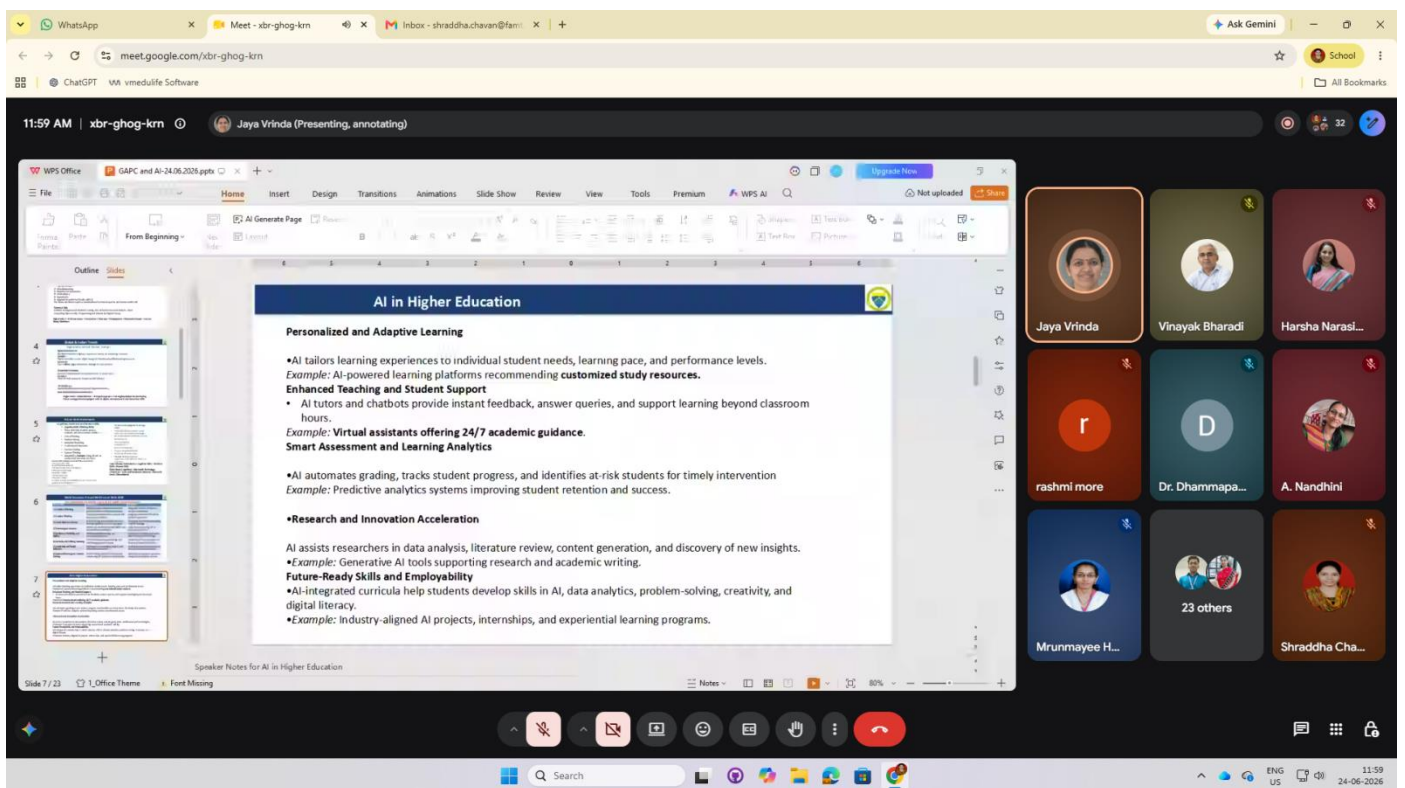 WhatsApp
Meet - xbr-ghog-krn
Inbox - shraddha.chavan@famt
Ask Gemini
meet.google.com/xbr-ghog-krn
School
ChatGPT
vmedulife Software
All Bookmarks
11:59 AM | xbr-ghog-krn
Jaya Vrinda (Presenting, annotating)
32
WPS Office
GAPC and AI-24.06.2026.pptx
Upgrade Now
File
Home Insert Design Transitions Animations Slide Show Review View Tools Premium WPS AI
Not uploaded
Share
Format Painter
Paste
From Beginning
AI Generate Page
Layout
Outline Slides
4
5
6
7
AI in Higher Education
Personalized and Adaptive Learning
•AI tailors learning experiences to individual student needs, learning pace, and performance levels.
Example: AI-powered learning platforms recommending customized study resources.
Enhanced Teaching and Student Support
• AI tutors and chatbots provide instant feedback, answer queries, and support learning beyond classroom
hours.
Example: Virtual assistants offering 24/7 academic guidance.
Smart Assessment and Learning Analytics
•AI automates grading, tracks student progress, and identifies at-risk students for timely intervention
Example: Predictive analytics systems improving student retention and success.
•Research and Innovation Acceleration
AI assists researchers in data analysis, literature review, content generation, and discovery of new insights.
•Example: Generative AI tools supporting research and academic writing.
Future-Ready Skills and Employability
•AI-integrated curricula help students develop skills in AI, data analytics, problem-solving, creativity, and
digital literacy.
•Example: Industry-aligned AI projects, internships, and experiential learning programs.
Speaker Notes for AI in Higher Education
Slide 7 / 23
1_Office Theme
Font Missing
Notes
80%
Jaya Vrinda
Vinayak Bharadi
Harsha Narasi...
r
rashmi more
D
Dr. Dhammapa...
A. Nandhini
Mrunmayee H...
23 others
Shraddha Cha...
Search
ENG
US
11:59
24-06-2026